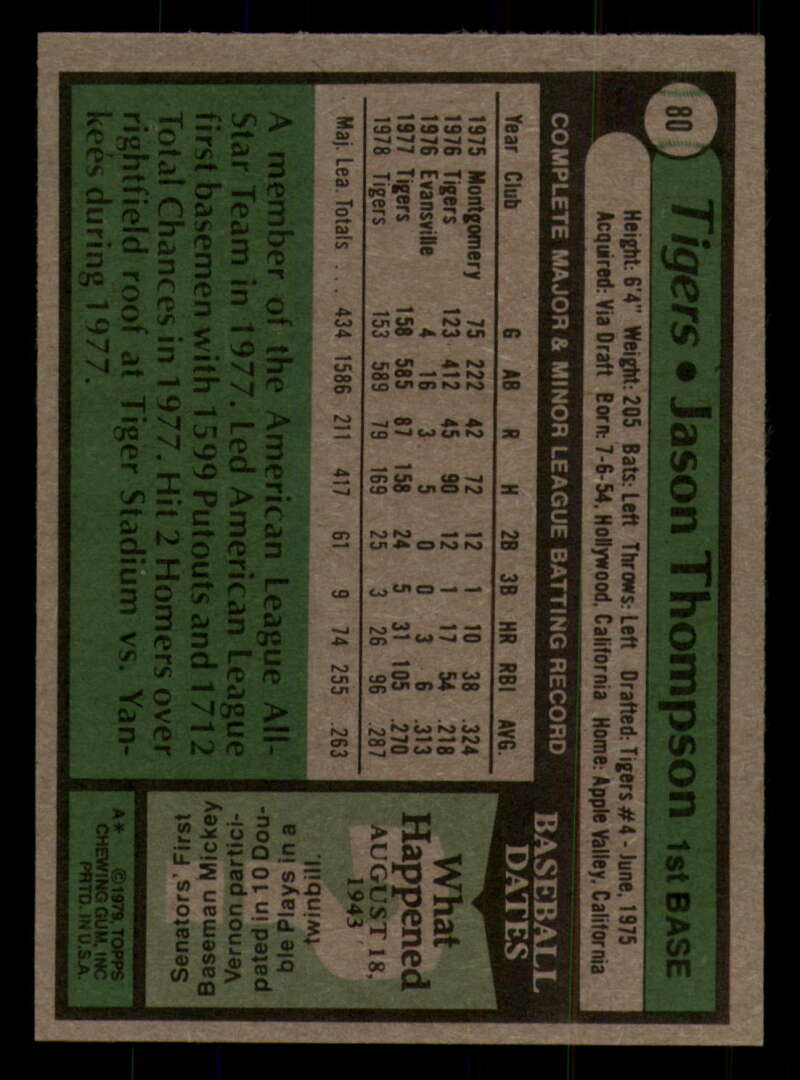 80
Tigers • Jason Thompson 1st BASE
Height: 6'4" Weight: 205 Bats: Left Throws: Left Drafted: Tigers #4 - June, 1975
Acquired: Via Draft Born: 7-6-54, Hollywood, California Home: Apple Valley, California
COMPLETE MAJOR & MINOR LEAGUE BATTING RECORD
Year Club G AB R H 2B 3B HR RBI AVG.
1975 Montgomery 75 222 42 72 12 1 10 38 .324
1976 Tigers 123 412 45 90 12 1 17 54 .218
1976 Evansville 4 16 3 5 0 0 3 6 .313
1977 Tigers 158 585 87 158 24 5 31 105 .270
1978 Tigers 153 589 79 169 25 3 26 96 .287
Maj. Lea. Totals ... 434 1586 211 417 61 9 74 255 .263
A member of the American League All-
Star Team in 1977. Led American League
first basemen with 1599 Putouts and 1712
Total Chances in 1977. Hit 2 Homers over
rightfield roof at Tiger Stadium vs. Yan-
kees during 1977.
BASEBALL
DATES
What
Happened
AUGUST 18,
1943
Senators' First
Baseman Mickey
Vernon partici-
pated in 10 Dou-
ble Plays in a
twinbill.
A* ©1979, TOPPS
CHEWING GUM, INC
PRTD. IN U.S.A.